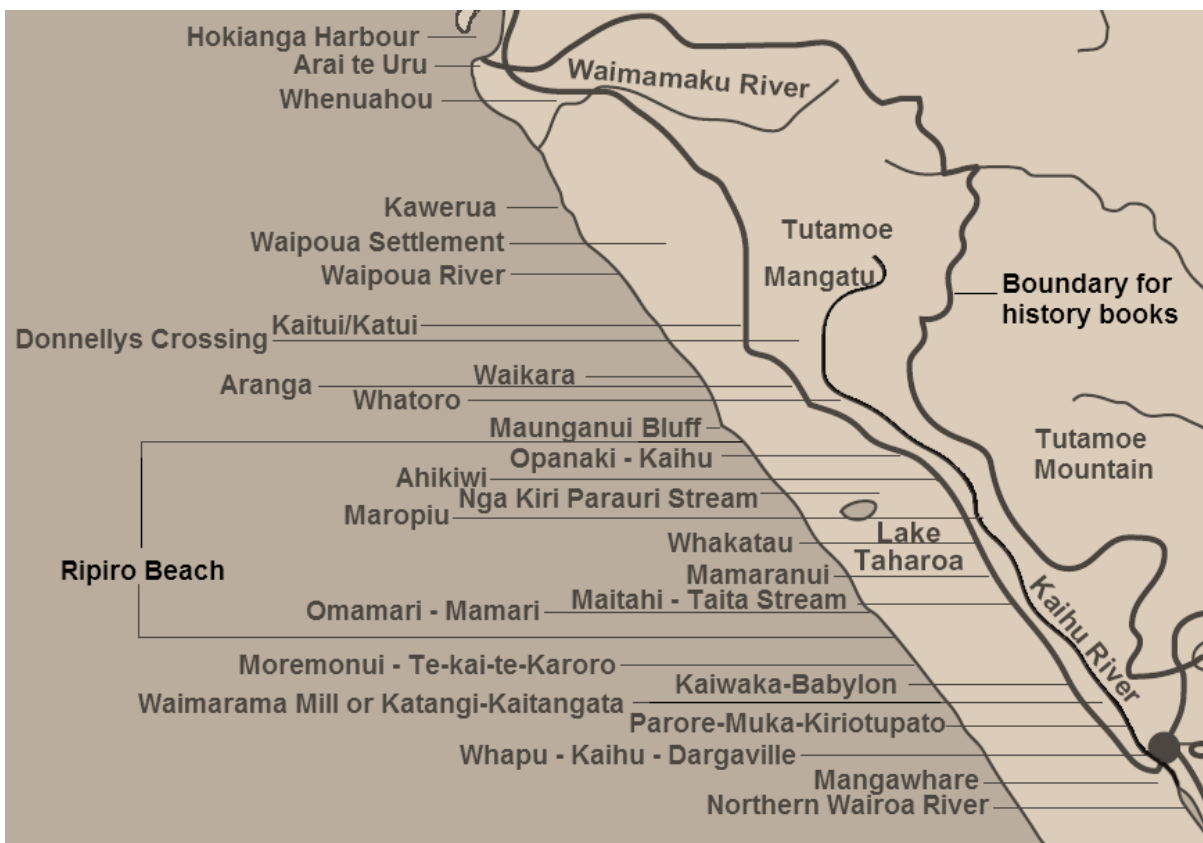 Hokianga Harbour
Arai te Uru
Waimamaku River
Whenuahou
Kawerua
Tutamoe
Waipoua Settlement
Waipoua River
Mangatu
Boundary for
history books
Kaitui/Katui
Donnellys Crossing
Waikara
Aranga
Whatoro
Maunganui Bluff
Tutamoe
Mountain
Opanaki - Kaihu
Ahikiwi
Nga Kiri Parauri Stream
Maropiu
Lake
Taharoa
Whakatau
Ripiro Beach
Mamaranui
Maitahi - Taita Stream
Omamari - Mamari
Kaihu River
Moremonui - Te-kai-te-Karoro
Kaiwaka-Babylon
Waimarama Mill or Katangi-Kaitangata
Parore-Muka-Kiriotupato
Whapu - Kaihu - Dargaville
Mangawhare
Northern Wairoa River